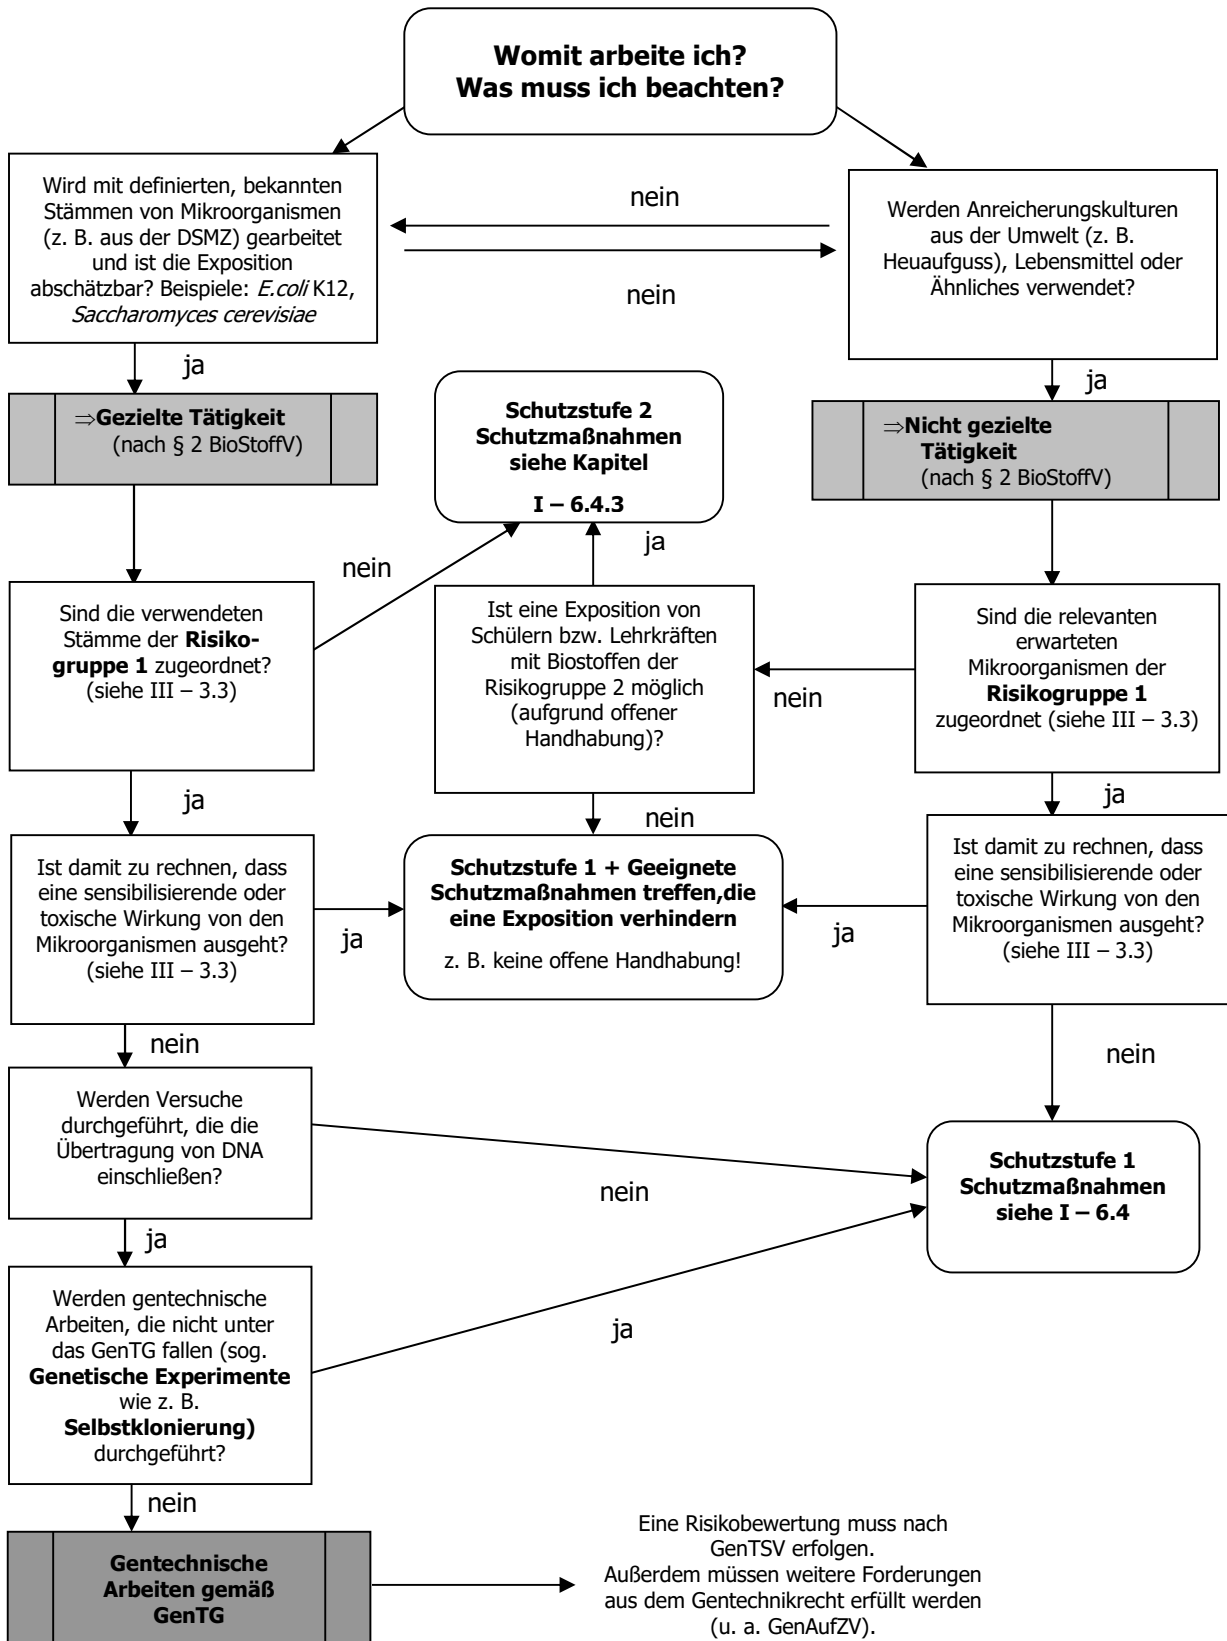 Womit arbeite ich?
Was muss ich beachten?
Wird mit definierten, bekannten
Stämmen von Mikroorganismen
(z. B. aus der DSMZ) gearbeitet
und ist die Exposition
abschätzbar? Beispiele: E.coli K12,
Saccharomyces cerevisiae
nein
nein
Werden Anreicherungskulturen
aus der Umwelt (z. B.
Heuaufguss), Lebensmittel oder
Ähnliches verwendet?
ja
ja
⇒Gezielte Tätigkeit
(nach § 2 BioStoffV)
Schutzstufe 2
Schutzmaßnahmen
siehe Kapitel
I – 6.4.3
⇒Nicht gezielte
Tätigkeit
(nach § 2 BioStoffV)
nein
ja
Sind die verwendeten
Stämme der Risiko-
gruppe 1 zugeordnet?
(siehe III – 3.3)
Ist eine Exposition von
Schülern bzw. Lehrkräften
mit Biostoffen der
Risikogruppe 2 möglich
(aufgrund offener
Handhabung)?
nein
Sind die relevanten
erwarteten
Mikroorganismen der
Risikogruppe 1
zugeordnet (siehe III – 3.3)
ja
nein
ja
Ist damit zu rechnen, dass
eine sensibilisierende oder
toxische Wirkung von den
Mikroorganismen ausgeht?
(siehe III – 3.3)
ja
Schutzstufe 1 + Geeignete
Schutzmaßnahmen treffen,die
eine Exposition verhindern
z. B. keine offene Handhabung!
ja
Ist damit zu rechnen, dass
eine sensibilisierende oder
toxische Wirkung von den
Mikroorganismen ausgeht?
(siehe III – 3.3)
nein
nein
Werden Versuche
durchgeführt, die die
Übertragung von DNA
einschließen?
nein
Schutzstufe 1
Schutzmaßnahmen
siehe I – 6.4
ja
Werden gentechnische
Arbeiten, die nicht unter
das GenTG fallen (sog.
Genetische Experimente
wie z. B.
Selbstklonierung)
durchgeführt?
ja
nein
Gentechnische
Arbeiten gemäß
GenTG
Eine Risikobewertung muss nach
GenTSV erfolgen.
Außerdem müssen weitere Forderungen
aus dem Gentechnikrecht erfüllt werden
(u. a. GenAufZV).